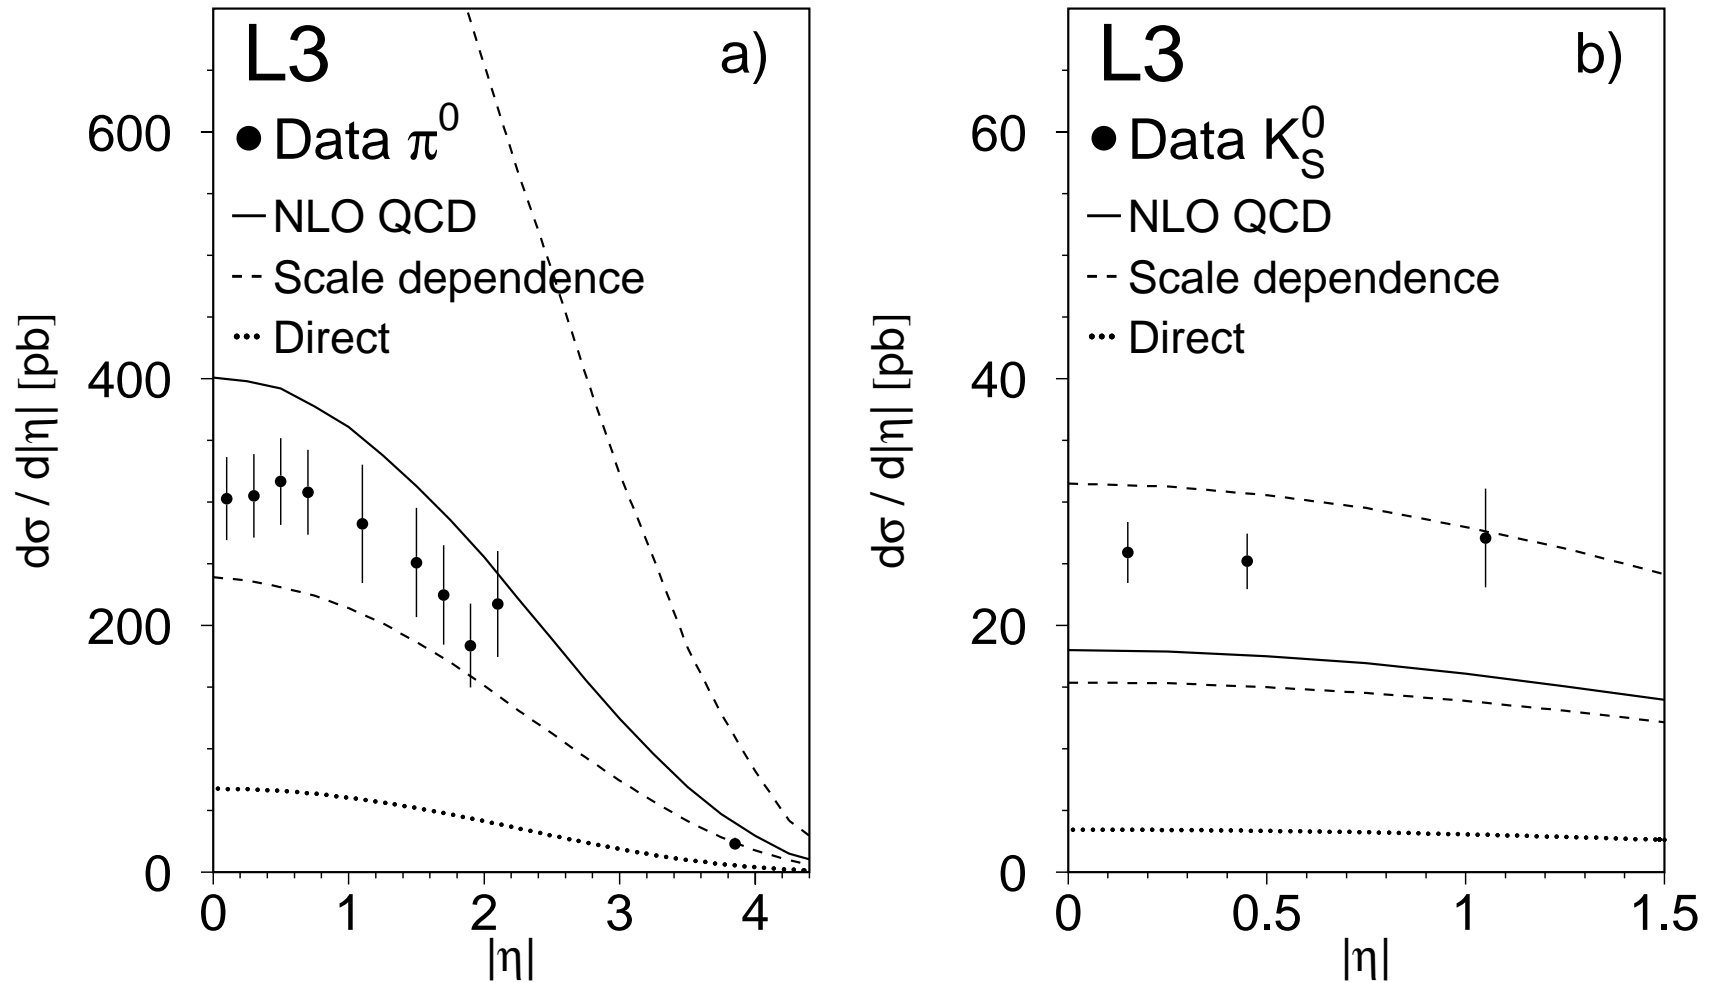 L3
a)
Data π⁰
NLO QCD
Scale dependence
Direct
600
400
200
0
dσ / d|η| [pb]
0 1 2 3 4
|η|
L3
b)
Data K⁰_S
NLO QCD
Scale dependence
Direct
60
40
20
0
dσ / d|η| [pb]
0 0.5 1 1.5
|η|